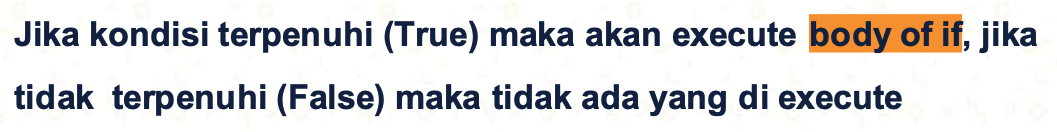 Jika kondisi terpenuhi (True) maka akan execute body of if, jika
tidak  terpenuhi (False) maka tidak ada yang di execute